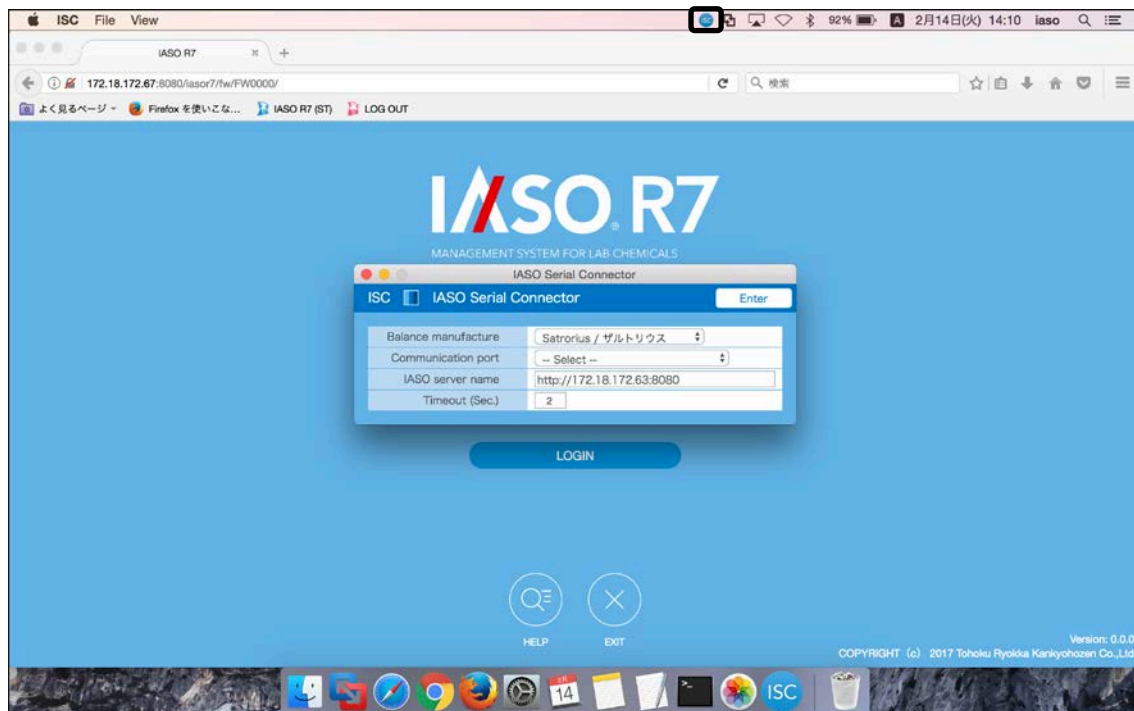 ISC File View
ISC 92% A 2月14日(火) 14:10 iaso
IASO R7
172.18.172.67:8080/iasor7/fw/FW0000/
検索
よく見るページ Firefox を使いこな... IASO R7 (ST) LOG OUT
IASO® R7
MANAGEMENT SYSTEM FOR LAB CHEMICALS
IASO Serial Connector
ISC IASO Serial Connector Enter
Balance manufacture Satrorius / ザルトリウス
Communication port -- Select --
IASO server name http://172.18.172.63:8080
Timeout (Sec.) 2
LOGIN
HELP EXIT
Version: 0.0.0
COPYRIGHT (c) 2017 Tohoku Ryokka Kankyohozen Co.,Ltd
14 ISC